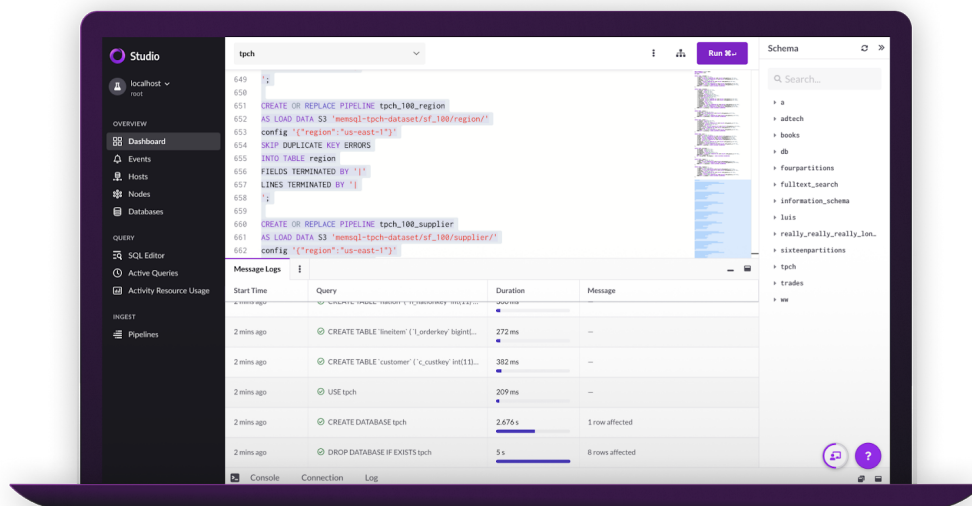 Studio
localhost
root
OVERVIEW
Dashboard
Events
Hosts
Nodes
Databases
QUERY
SQL Editor
Active Queries
Activity Resource Usage
INGEST
Pipelines
tpch
Run ⌘↵
649 ';
650
651 CREATE OR REPLACE PIPELINE tpch_100_region
652 AS LOAD DATA S3 'memsql-tpch-dataset/sf_100/region/'
653 config '{"region":"us-east-1"}'
654 SKIP DUPLICATE KEY ERRORS
655 INTO TABLE region
656 FIELDS TERMINATED BY '|'
657 LINES TERMINATED BY '|
658 ';
659
660 CREATE OR REPLACE PIPELINE tpch_100_supplier
661 AS LOAD DATA S3 'memsql-tpch-dataset/sf_100/supplier/'
662 config '{"region":"us-east-1"}'
Message Logs
Start Time Query Duration Message
2 mins ago CREATE TABLE `lineitem` (`l_orderkey` bigint(... 272 ms —
2 mins ago CREATE TABLE `customer` (`c_custkey` int(11)... 382 ms —
2 mins ago USE tpch 209 ms —
2 mins ago CREATE DATABASE tpch 2.676 s 1 row affected
2 mins ago DROP DATABASE IF EXISTS tpch 5 s 8 rows affected
Console Connection Log
Schema
Search...
a
adtech
books
db
fourpartitions
fulltext_search
information_schema
luis
really_really_really_lon…
sixteenpartitions
tpch
trades
ww
?